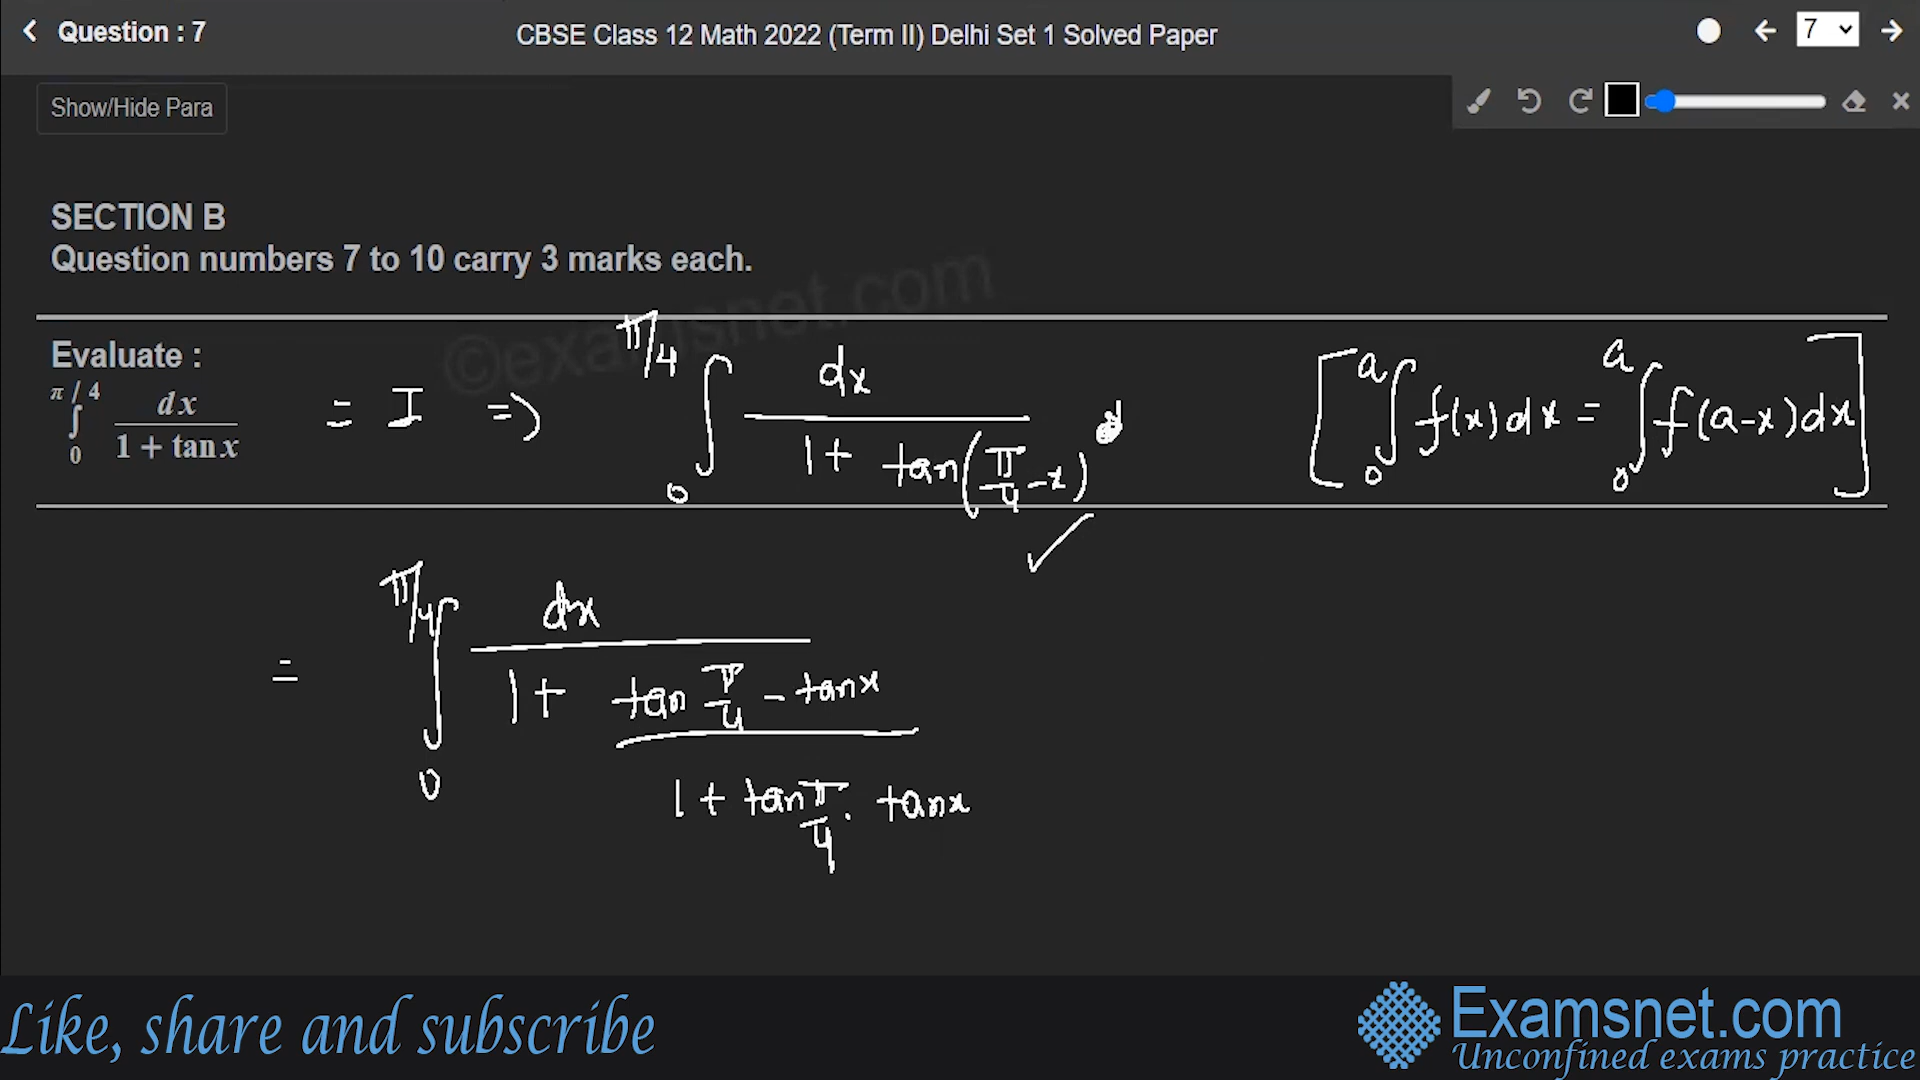 Question : 7
CBSE Class 12 Math 2022 (Term II) Delhi Set 1 Solved Paper
7
Show/Hide Para
SECTION B
Question numbers 7 to 10 carry 3 marks each.
©examsnet.com
Evaluate :
∫₀^{π/4} dx / (1 + tan x) = I ⇒ ∫₀^{π/4} dx / (1 + tan(π/4 - x)) [ ₀∫ᵃ f(x) dx = ₀∫ᵃ f(a-x) dx ]
✓
= ∫₀^{π/4} dx / (1 + (tan π/4 - tan x) / (1 + tan π/4 . tan x))
Like, share and subscribe
Examsnet.com
Unconfined exams practice